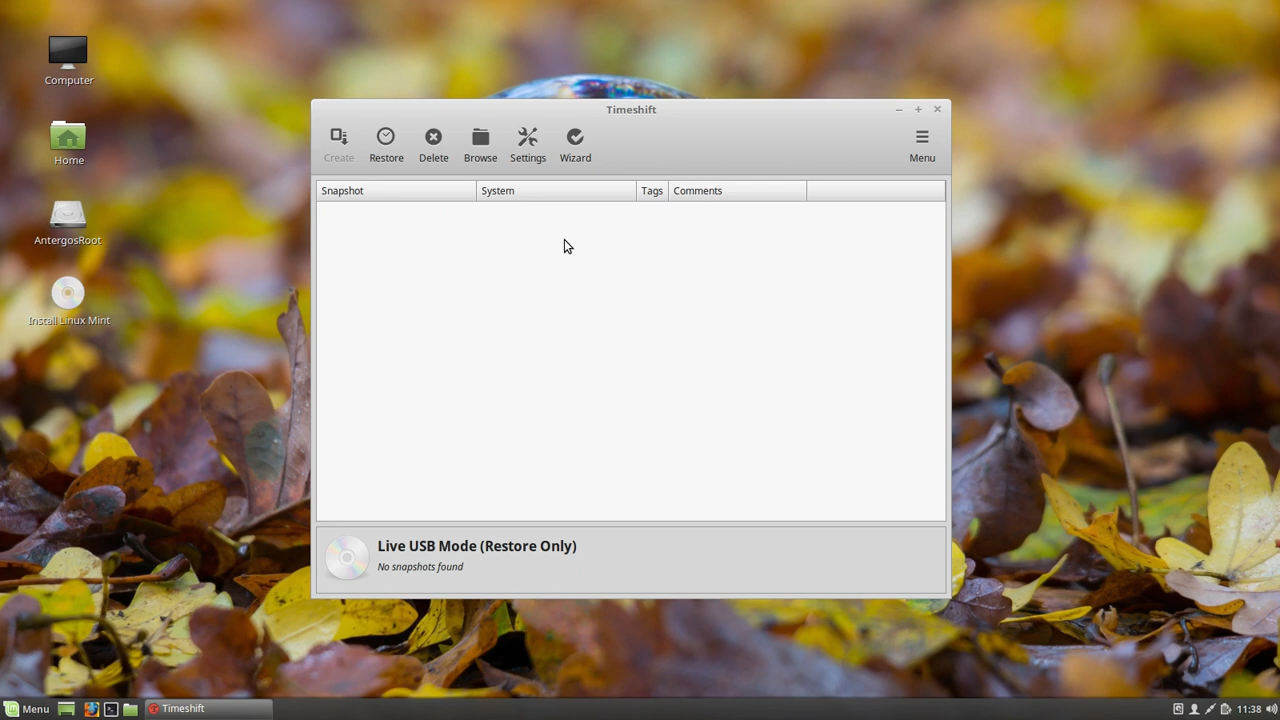 Computer
Home
AntergosRoot
Install Linux Mint
Timeshift
Create Restore Delete Browse Settings Wizard Menu
Snapshot System Tags Comments
Live USB Mode (Restore Only)
No snapshots found
Menu Timeshift 11:38